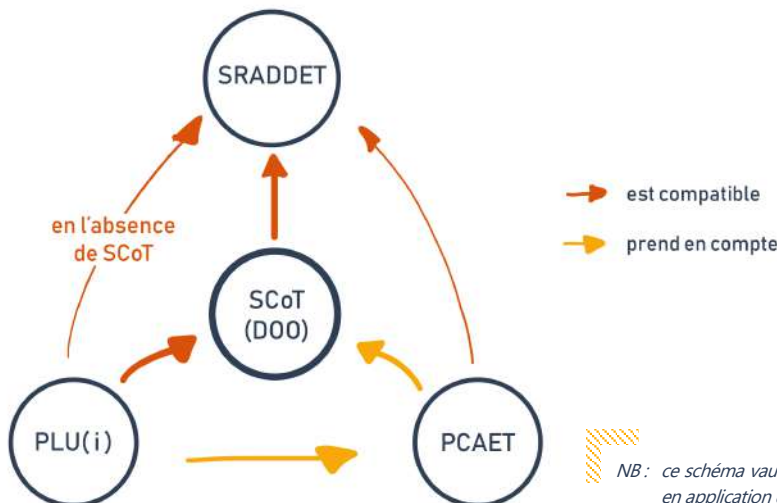 SRADDET
est compatible
prend en compte
en l'absence
de SCoT
SCoT
(DOO)
PLU(i)
PCAET
NB : ce schéma vau
en application